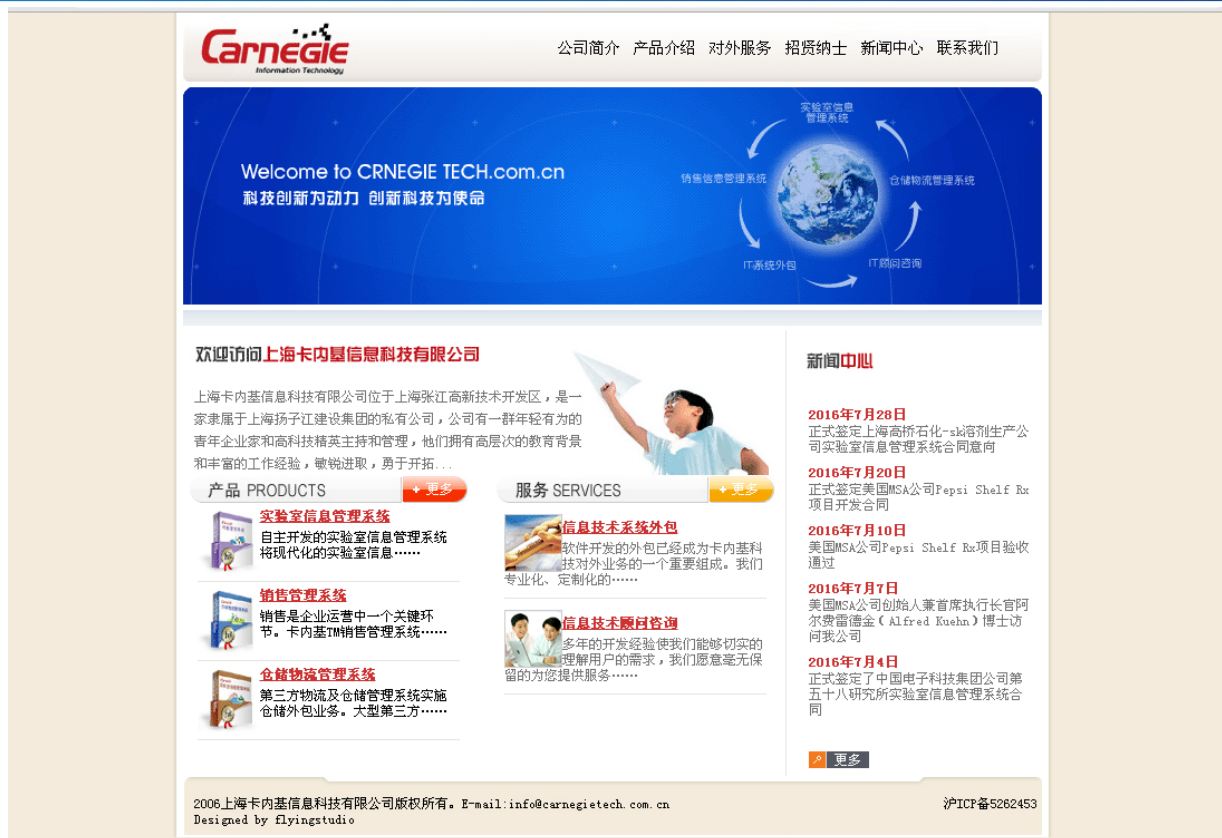 Carnegie
Information Technology
公司简介 产品介绍 对外服务 招贤纳士 新闻中心 联系我们
实验室信息
管理系统
Welcome to CRNEGIE TECH.com.cn
科技创新为动力 创新科技为使命
销售信息管理系统
仓储物流管理系统
IT系统外包
IT顾问咨询
欢迎访问上海卡内基信息科技有限公司
上海卡内基信息科技有限公司位于上海张江高新技术开发区，是一
家隶属于上海扬子江建设集团的私有公司，公司有一群年轻有为的
青年企业家和高科技精英主持和管理，他们拥有高层次的教育背景
和丰富的工作经验，敏锐进取，勇于开拓...
产品 PRODUCTS
+ 更多
实验室信息管理系统
自主开发的实验室信息管理系统
将现代化的实验室信息……
销售管理系统
销售是企业运营中一个关键环
节。卡内基TM销售管理系统……
仓储物流管理系统
第三方物流及仓储管理系统实施
仓储外包业务。大型第三方……
服务 SERVICES
+ 更多
信息技术系统外包
软件开发的外包已经成为卡内基科
技对外业务的一个重要组成。我们
专业化、定制化的……
信息技术顾问咨询
多年的开发经验使我们能够切实的
理解用户的需求，我们愿意毫无保
留的为您提供服务……
新闻中心
2016年7月28日
正式签定上海高桥石化-sk溶剂生产公
司实验室信息管理系统合同意向
2016年7月20日
正式签定美国MSA公司Pepsi Shelf Rx
项目开发合同
2016年7月10日
美国MSA公司Pepsi Shelf Rx项目验收
通过
2016年7月7日
美国MSA公司创始人兼首席执行长官阿
尔费雷德金（Alfred Kuehn）博士访
问我公司
2016年7月4日
正式签定了中国电子科技集团公司第
五十八研究所实验室信息管理系统合
同
更多
2006上海卡内基信息科技有限公司版权所有。E-mail:info@carnegietech.com.cn
Designed by flyingstudio
沪ICP备5262453